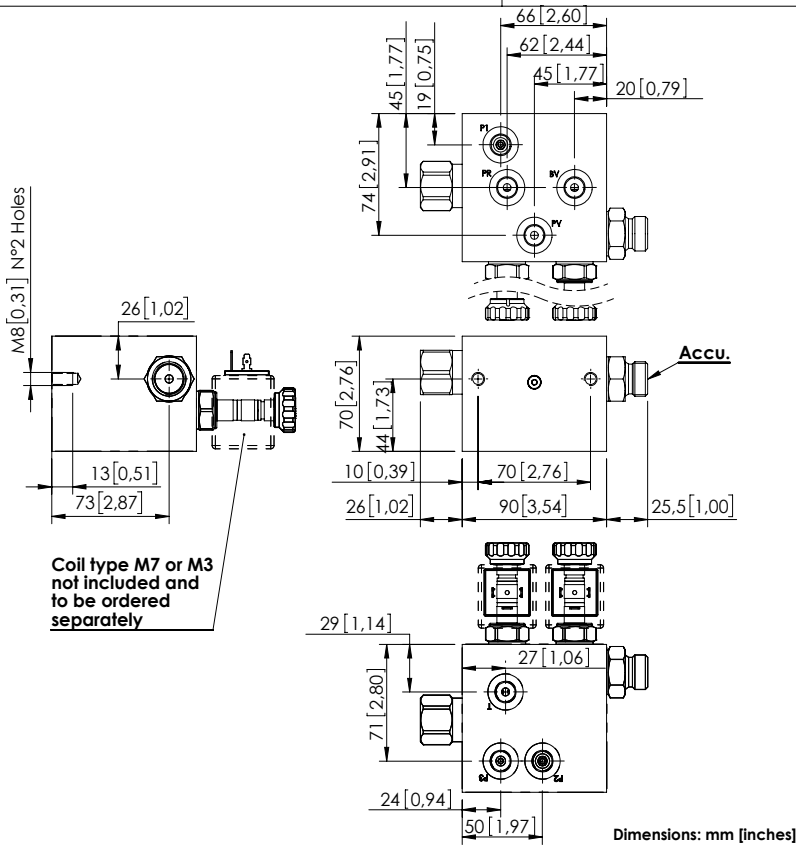 66[2,60]
62[2,44]
45[1,77]
20[0,79]
45[1,77]
19[0,75]
74[2,91]
P1
PR
BV
PV
M8[0,31] N°2 Holes
26[1,02]
13[0,51]
73[2,87]
Coil type M7 or M3
not included and
to be ordered
separately
70[2,76]
44[1,73]
Accu.
10[0,39]
70[2,76]
26[1,02]
90[3,54]
25,5[1,00]
29[1,14]
27[1,06]
71[2,80]
T
P3
P2
24[0,94]
50[1,97]
Dimensions: mm [inches]